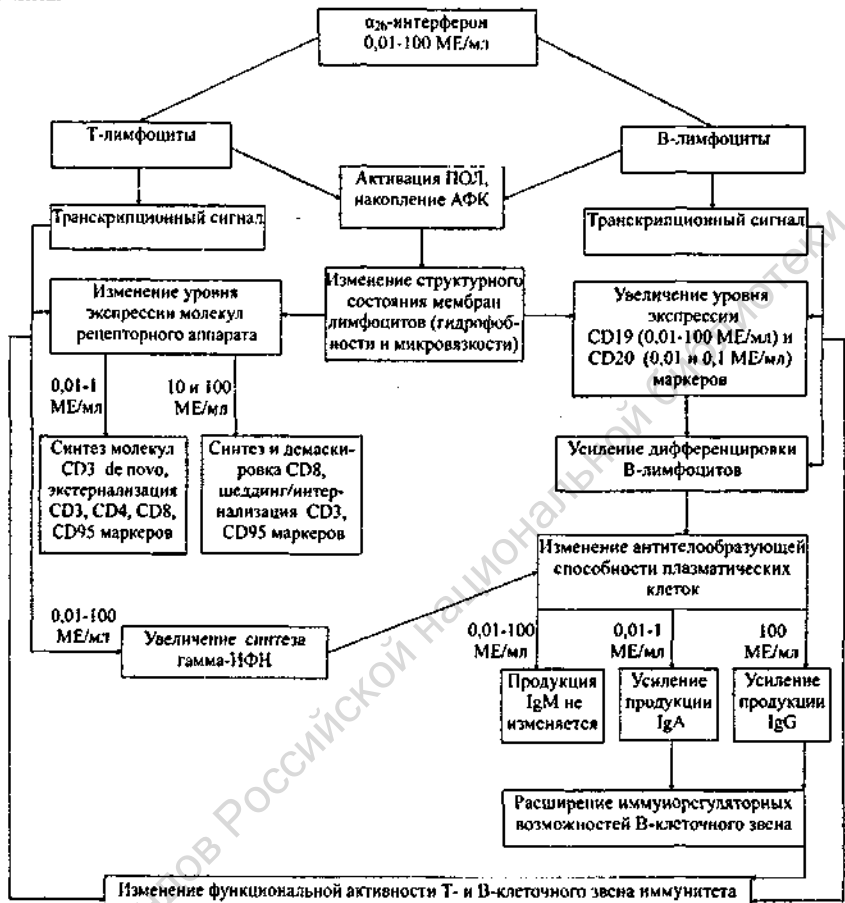 α2b-интерферон
0,01-100 МЕ/мл
Т-лимфоциты
В-лимфоциты
Активация ПОЛ,
накопление АФК
Транскрипционный сигнал
Транскрипционный сигнал
Изменение уровня
экспрессии молекул
рецепторного аппарата
Изменение структурного
состояния мембран
лимфоцитов (гидрофоб-
ности и микровязкости)
Увеличение уровня
экспрессии
CD19 (0,01-100 МЕ/мл) и
CD20 (0,01 и 0,1 МЕ/мл)
маркеров
0,01-1
МЕ/мл
10 и 100
МЕ/мл
Синтез молекул
CD3 de novo,
экстернализация
CD3, CD4, CD8,
CD95 маркеров
Синтез и демаски-
ровка CD8,
шеддинг/интер-
нализация CD3,
CD95 маркеров
Усиление дифференцировки
В-лимфоцитов
Изменение антителообразующей
способности плазматических
клеток
0,01-100
МЕ/мл
Увеличение синтеза
гамма-ИФН
0,01-100
МЕ/мл
0,01-1
МЕ/мл
100
МЕ/мл
Продукция
IgM не
изменяется
Усиление
продукции
IgA
Усиление
продукции
IgG
Расширение иммунорегуляторных
возможностей В-клеточного звена
Изменение функциональной активности Т- и В-клеточного звена иммунитета
дов Российской национальной библиотеки